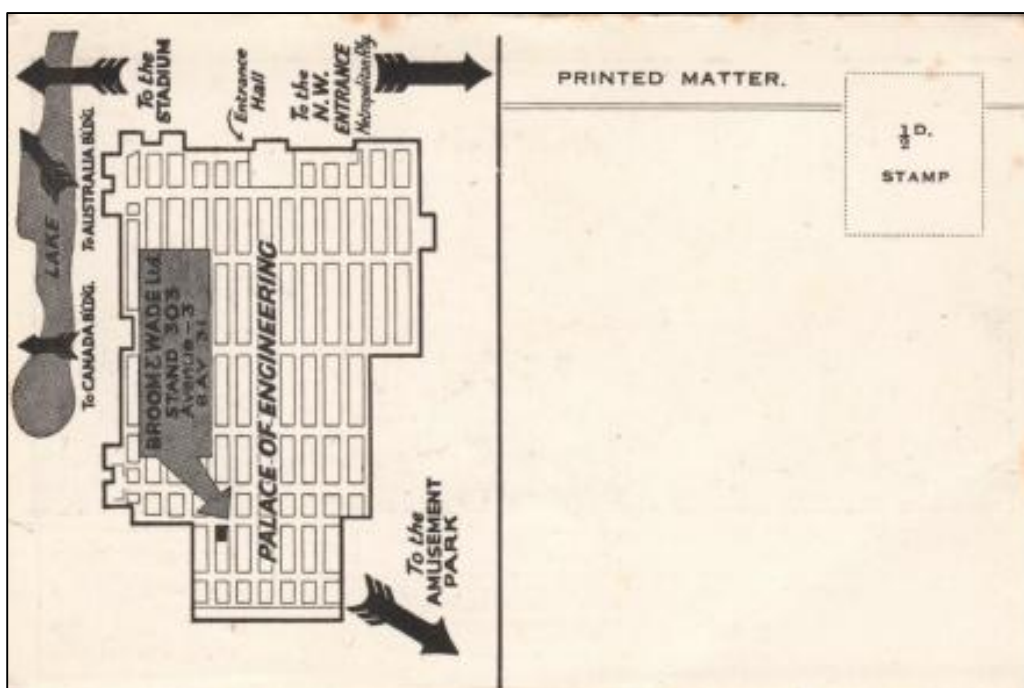 To the
STADIUM
Entrance
Hall
To the
N.W.
ENTRANCE
Metropolitan Rly.
LAKE
To AUSTRALIA BLDG.
To CANADA BLDG.
BROOM & WADE Ltd.
STAND 303
Avenue-3
BAY 31
PALACE OF ENGINEERING
To the
AMUSEMENT
PARK
PRINTED MATTER.
½D.
STAMP